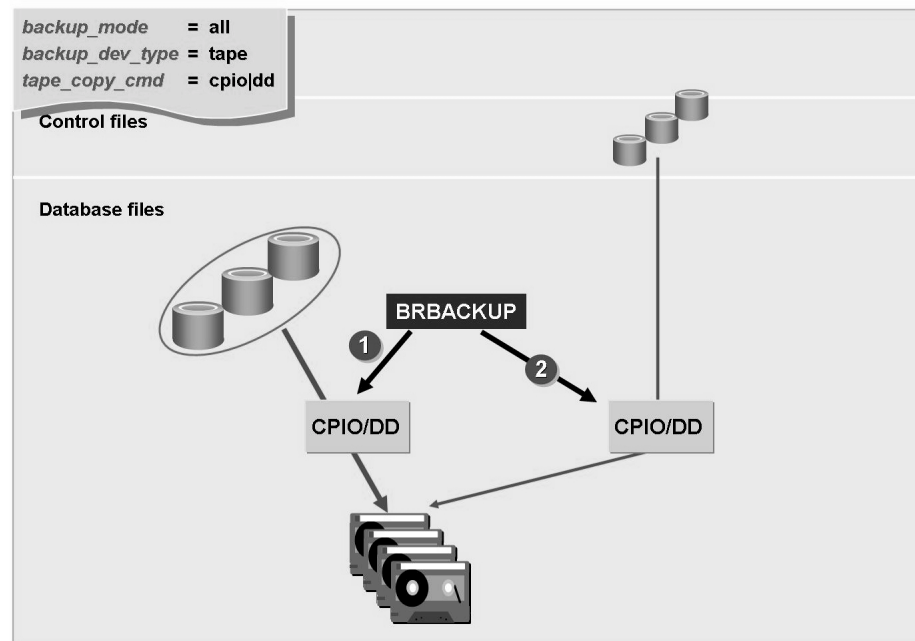 backup_mode = all
backup_dev_type = tape
tape_copy_cmd = cpio|dd
Control files
Database files
BRBACKUP
1
2
CPIO/DD
CPIO/DD